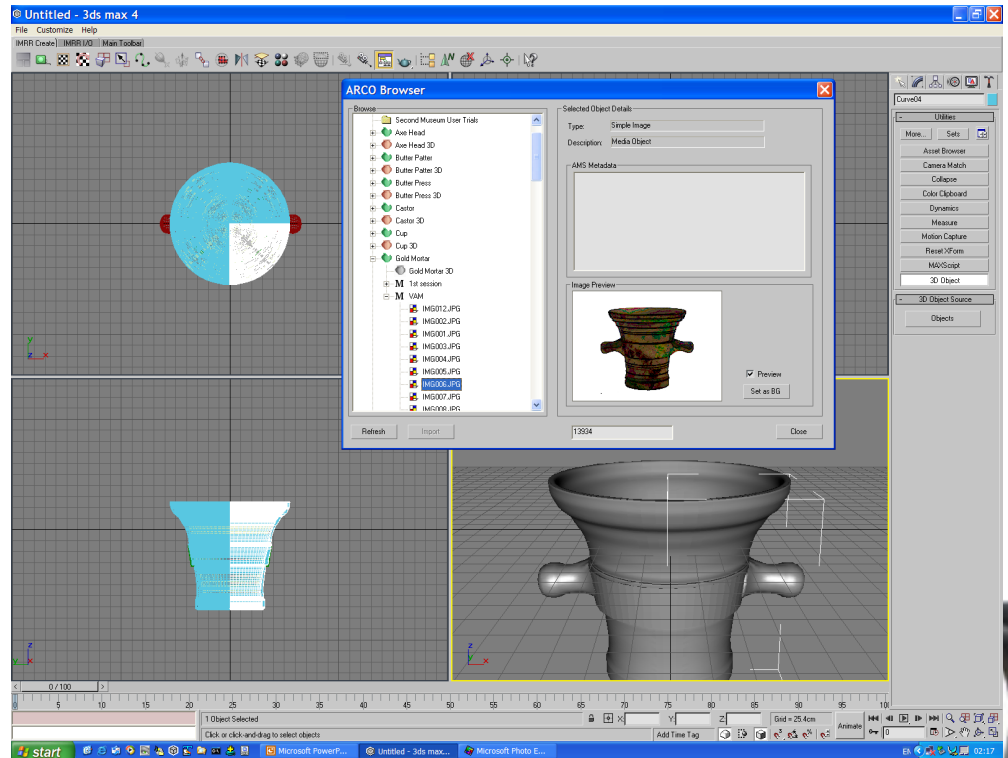 Untitled - 3ds max 4
File Customize Help
IMRR Create IMRR I/O Main Toolbar
ARCO Browser
Browse
Second Museum User Trials
Axe Head
Axe Head 3D
Butter Patter
Butter Patter 3D
Butter Press
Butter Press 3D
Castor
Castor 3D
Cup
Cup 3D
Gold Mortar
Gold Mortar 3D
M 1st session
M VAM
IMG012.JPG
IMG002.JPG
IMG001.JPG
IMG003.JPG
IMG004.JPG
IMG005.JPG
IMG006.JPG
IMG007.JPG
IMG008.JPG
Refresh Import
Selected Object Details
Type: Simple Image
Description: Media Object
AMS Metadata
Image Preview
Preview
Set as BG
13934
Close
Curve04
- Utilities
More... Sets
Asset Browser
Camera Match
Collapse
Color Clipboard
Dynamics
Measure
Motion Capture
Reset XForm
MAXScript
3D Object
- 3D Object Source
Objects
y
z x
z
y x
z
x
< 0 / 100 >
0 5 10 15 20 25 30 35 40 45 50 55 60 65 70 75 80 85 90 95 100
1 Object Selected
X: Y: Z: Grid = 25.4cm
Animate
Click or click-and-drag to select objects
Add Time Tag
0
start
Microsoft PowerP...
Untitled - 3ds max...
Microsoft Photo E...
EN
02:17